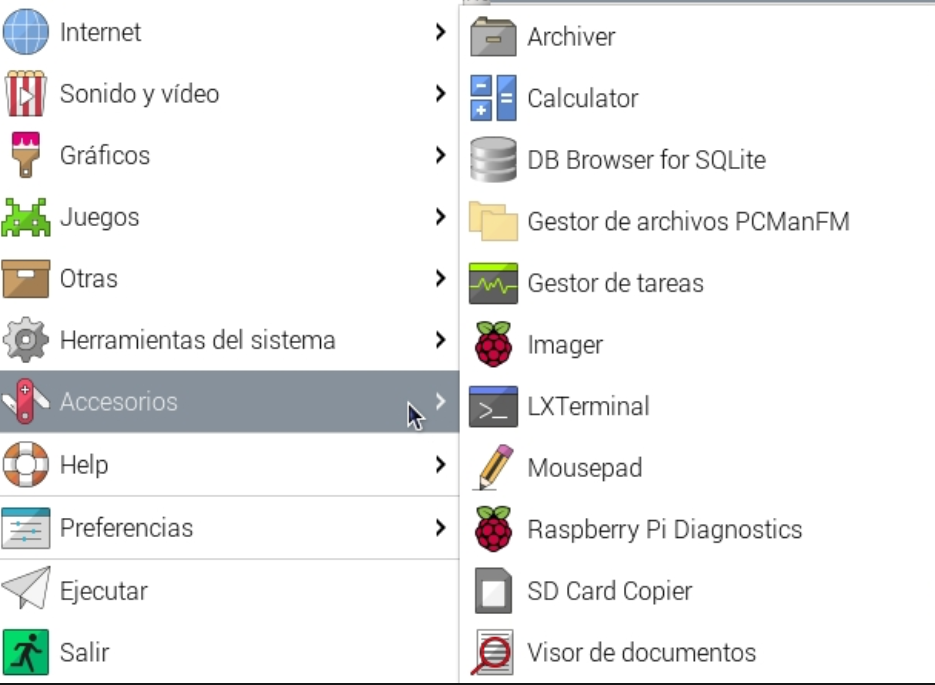 Internet
Sonido y vídeo
Gráficos
Juegos
Otras
Herramientas del sistema
Accesorios
Help
Preferencias
Ejecutar
Salir
Archiver
Calculator
DB Browser for SQLite
Gestor de archivos PCManFM
Gestor de tareas
Imager
LXTerminal
Mousepad
Raspberry Pi Diagnostics
SD Card Copier
Visor de documentos